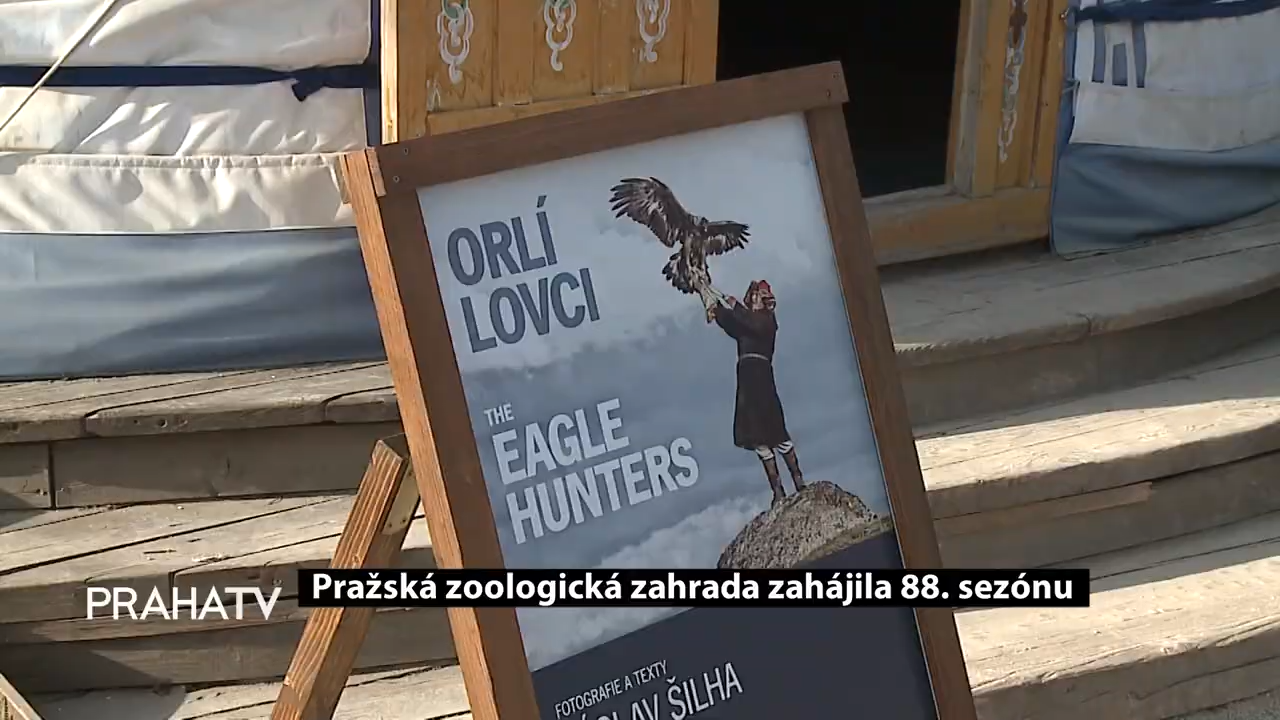 ORLÍ
LOVCI
THE
EAGLE
HUNTERS
PRAHATV
Pražská zoologická zahrada zahájila 88. sezónu
FOTOGRAFIE A TEXTY
ŠILHA